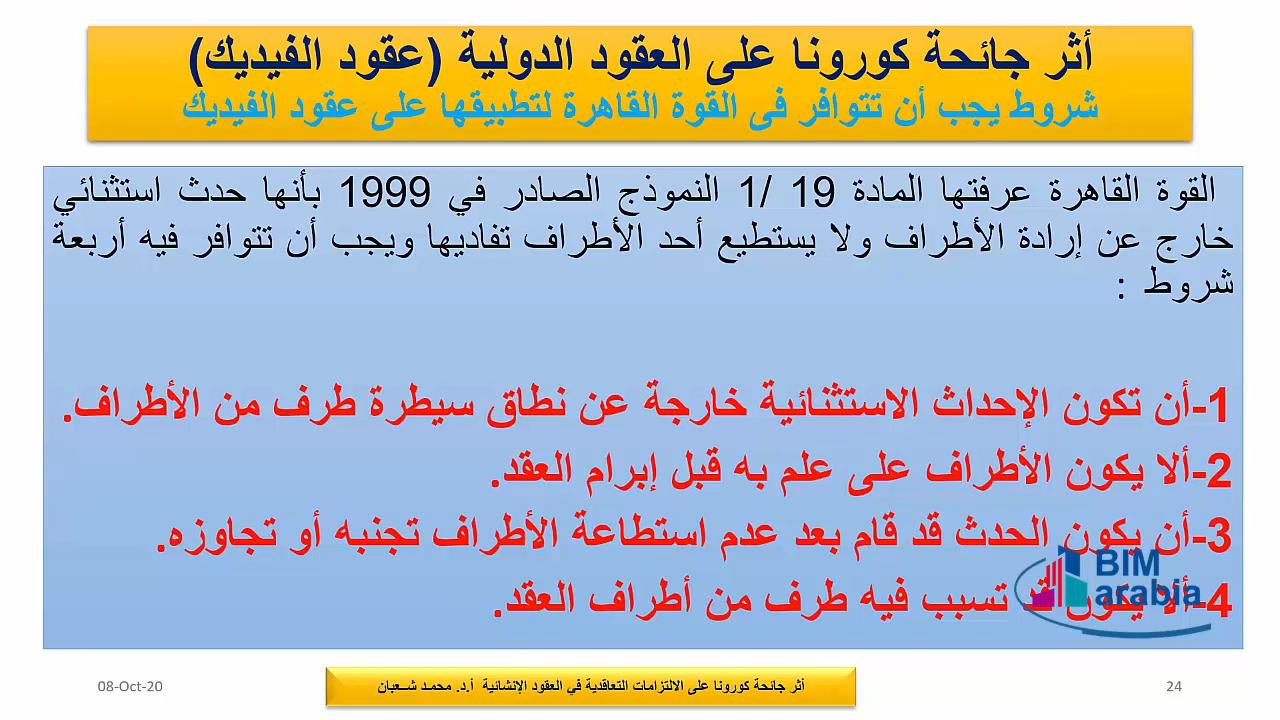 أثر جائحة كورونا على العقود الدولية (عقود الفيديك)
شروط يجب أن تتوافر فى القوة القاهرة لتطبيقها على عقود الفيديك
القوة القاهرة عرفتها المادة 19 /1 النموذج الصادر في 1999 بأنها حدث استثنائي
خارج عن إرادة الأطراف ولا يستطيع أحد الأطراف تفاديها ويجب أن تتوافر فيه أربعة
شروط :
1-أن تكون الإحداث الاستثنائية خارجة عن نطاق سيطرة طرف من الأطراف.
2-ألا يكون الأطراف على علم به قبل إبرام العقد.
3-أن يكون الحدث قد قام بعد عدم استطاعة الأطراف تجنبه أو تجاوزه.
4-ألا يكون قد تسبب فيه طرف من أطراف العقد.
BIM
arabia
08-Oct-20
أثر جائحة كورونا على الالتزامات التعاقدية في العقود الإنشائية أ.د. محمد شعبان
24